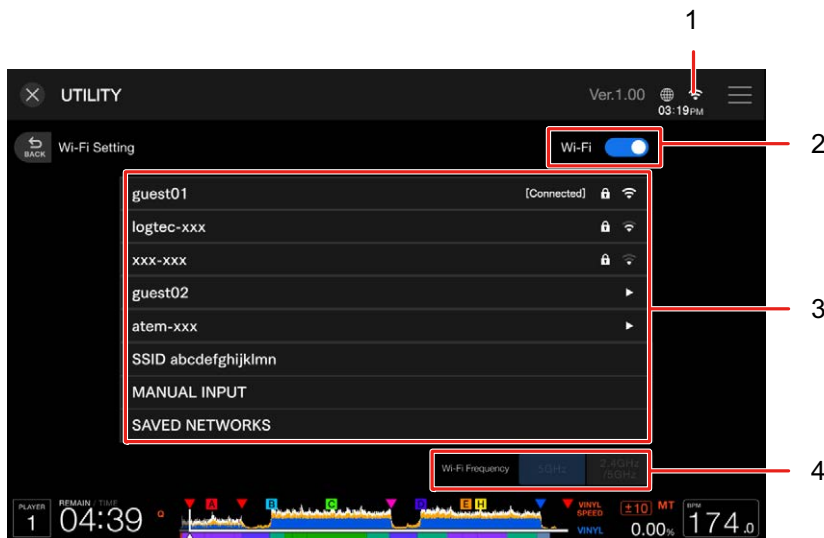 1
UTILITY Ver.1.00
03:19PM
BACK Wi-Fi Setting Wi-Fi 2
guest01 [Connected]
logtec-xxx
xxx-xxx
guest02
3
atem-xxx
SSID abcdefghijklmn
MANUAL INPUT
SAVED NETWORKS
Wi-Fi Frequency 5GHz 2.4GHz /5GHz 4
PLAYER 1 REMAIN / TIME 04:39
A B C D E H
VINYL SPEED ±10 MT BPM
VINYL 0.00% 174.0